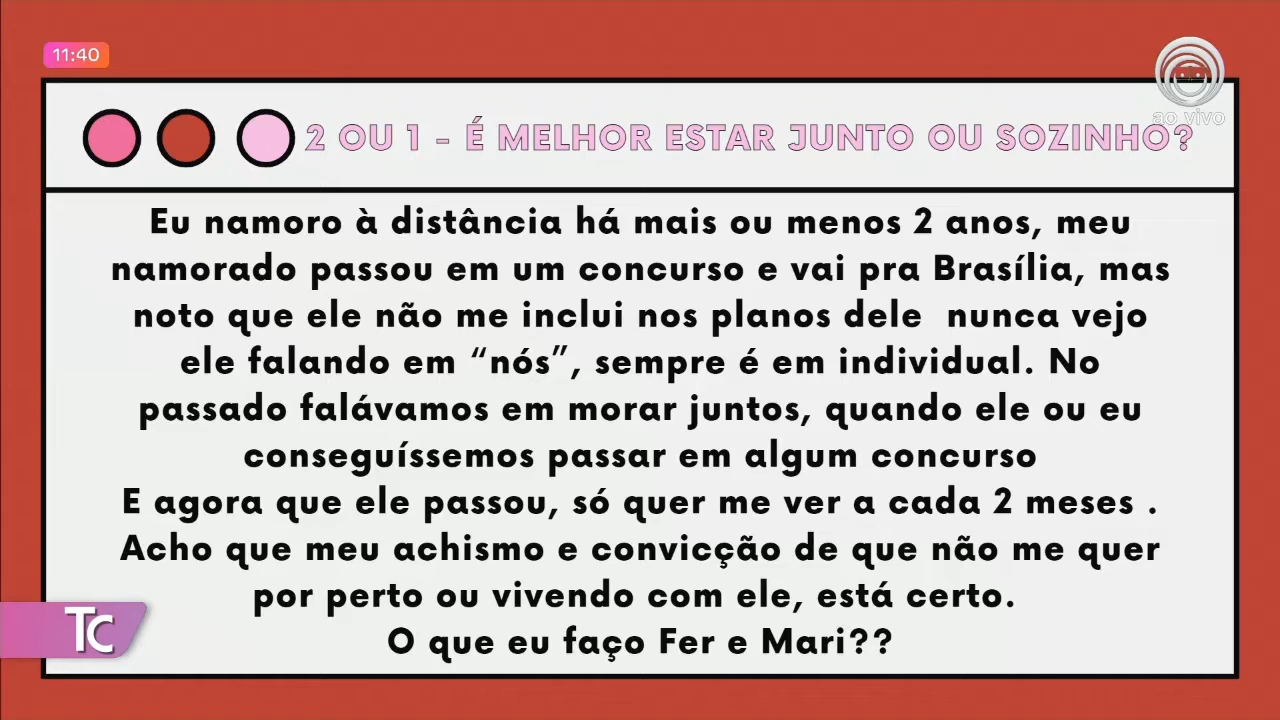 11:40
ao vivo
2 OU 1 - É MELHOR ESTAR JUNTO OU SOZINHO?
Eu namoro à distância há mais ou menos 2 anos, meu
namorado passou em um concurso e vai pra Brasília, mas
noto que ele não me inclui nos planos dele  nunca vejo
ele falando em “nós”, sempre é em individual. No
passado falávamos em morar juntos, quando ele ou eu
conseguíssemos passar em algum concurso
E agora que ele passou, só quer me ver a cada 2 meses .
Acho que meu achismo e convicção de que não me quer
por perto ou vivendo com ele, está certo.
O que eu faço Fer e Mari??
Tc